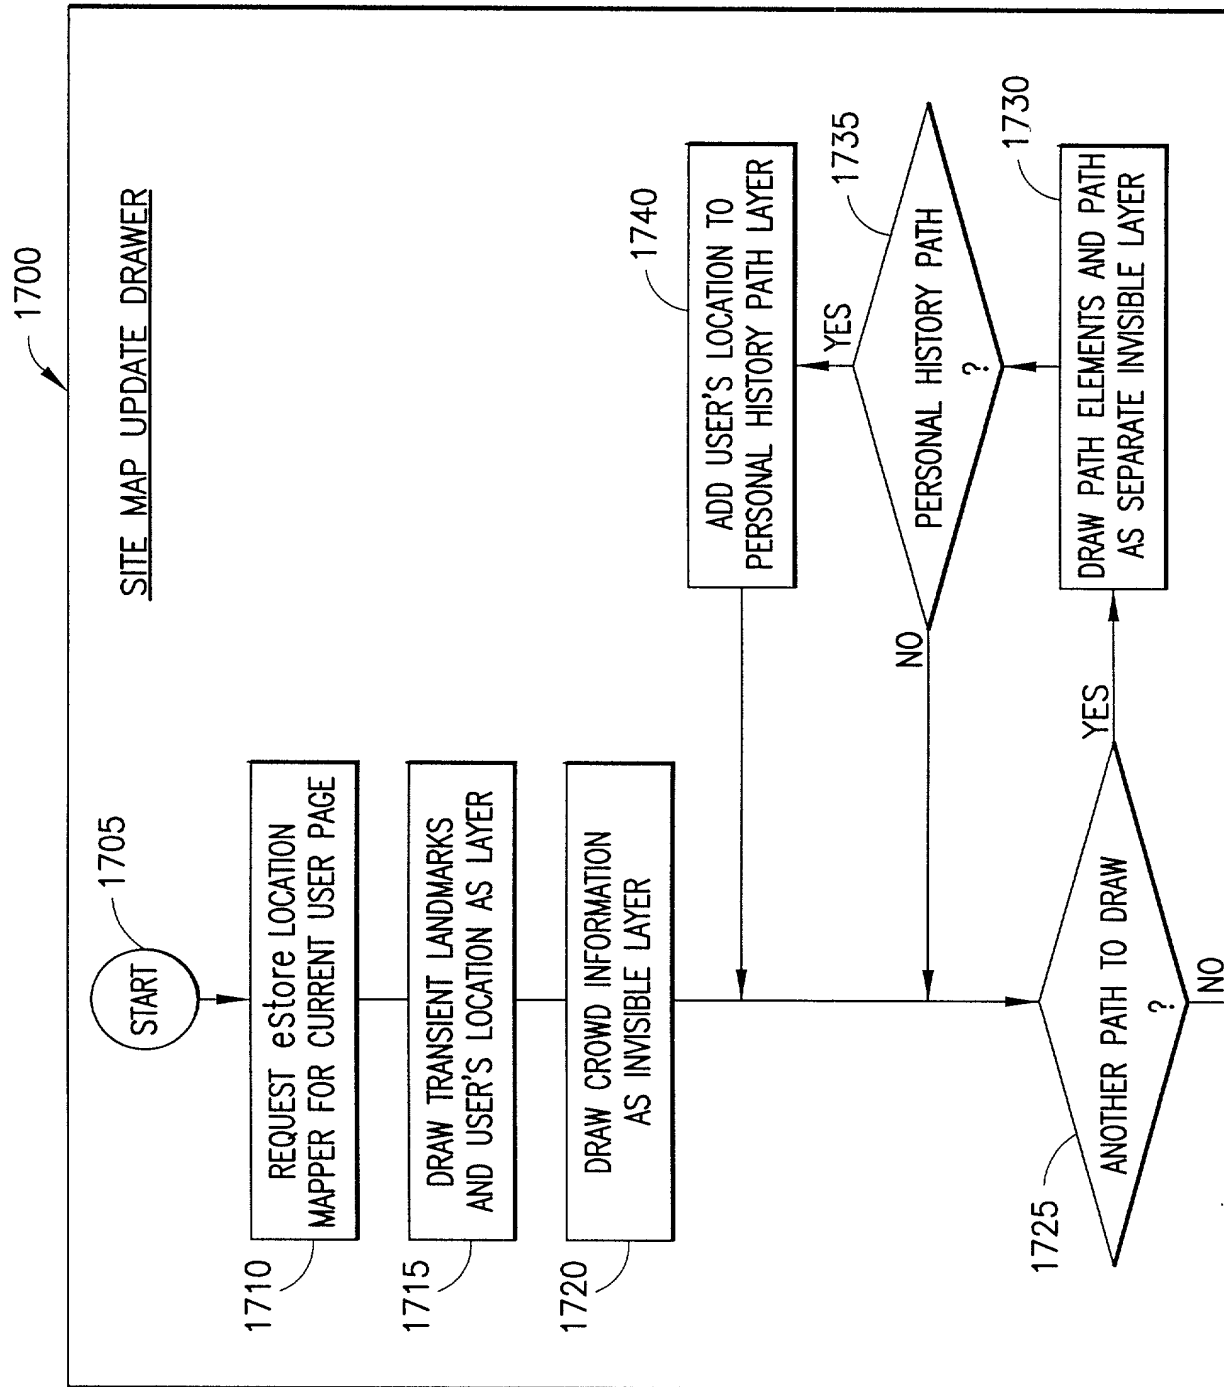 1700
SITE MAP UPDATE DRAWER
START
1705
REQUEST eStore LOCATION
MAPPER FOR CURRENT USER PAGE
1710
DRAW TRANSIENT LANDMARKS
AND USER'S LOCATION AS LAYER
1715
DRAW CROWD INFORMATION
AS INVISIBLE LAYER
1720
ANOTHER PATH TO DRAW
?
1725
YES
NO
DRAW PATH ELEMENTS AND PATH
AS SEPARATE INVISIBLE LAYER
1730
PERSONAL HISTORY PATH
?
1735
YES
NO
ADD USER'S LOCATION TO
PERSONAL HISTORY PATH LAYER
1740